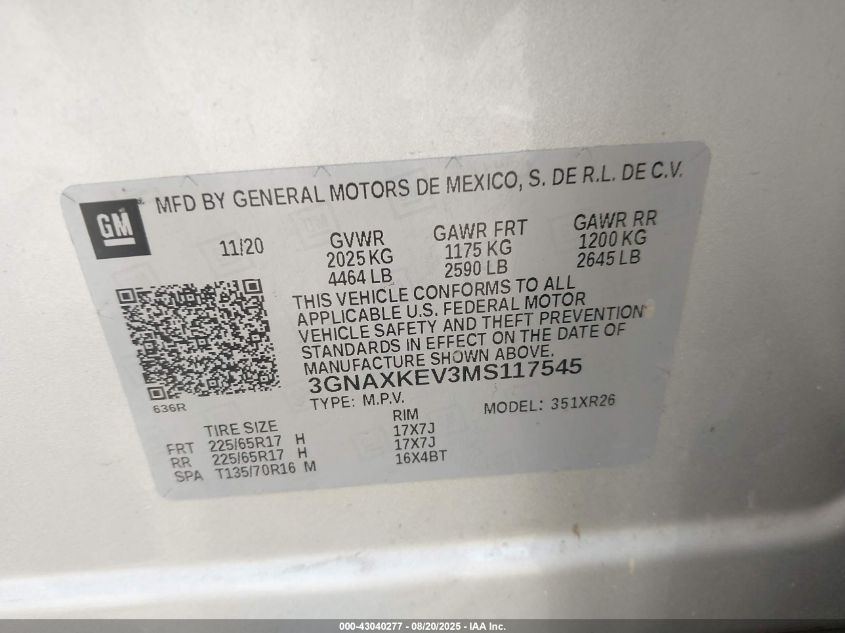 MFD BY GENERAL MOTORS DE MEXICO, S. DE R.L. DE C.V.
GM
11/20
GVWR GAWR FRT GAWR RR
2025 KG 1175 KG 1200 KG
4464 LB 2590 LB 2645 LB
THIS VEHICLE CONFORMS TO ALL
APPLICABLE U.S. FEDERAL MOTOR
VEHICLE SAFETY AND THEFT PREVENTION
STANDARDS IN EFFECT ON THE DATE OF
MANUFACTURE SHOWN ABOVE.
3GNAXKEV3MS117545
636R
TYPE: M.P.V. MODEL: 351XR26
TIRE SIZE RIM
FRT 225/65R17 H 17X7J
RR 225/65R17 H 17X7J
SPA T135/70R16 M 16X4BT
000-43040277 - 08/20/2025 - IAA Inc.